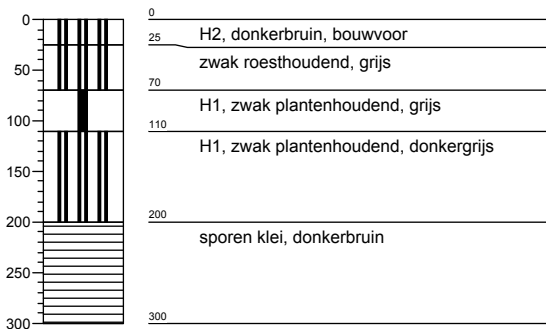 0
50
100
150
200
250
300
0
H2, donkerbruin, bouwvoor
25
zwak roesthoudend, grijs
70
H1, zwak plantenhoudend, grijs
110
H1, zwak plantenhoudend, donkergrijs
200
sporen klei, donkerbruin
300